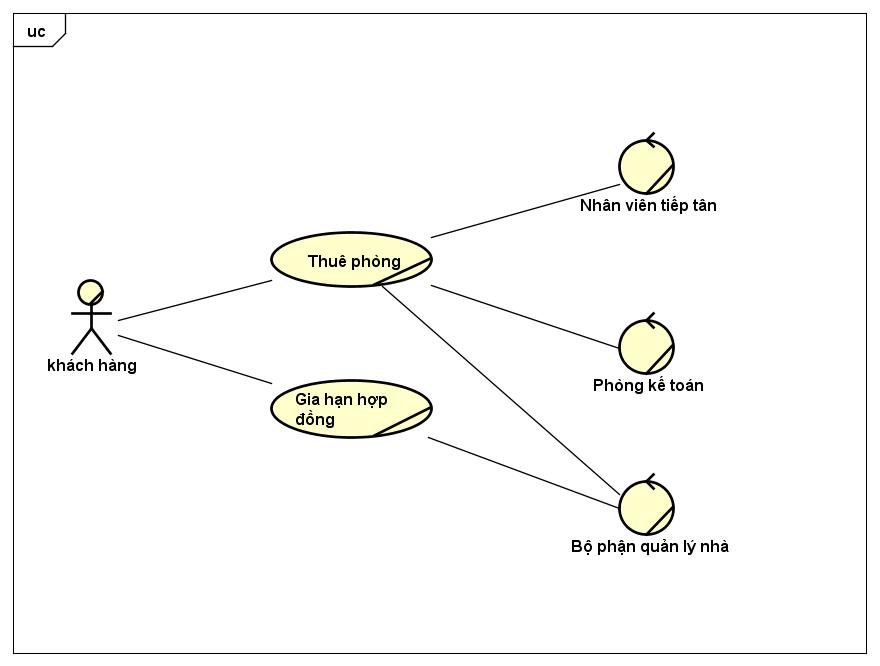 uc
Nhân viên tiếp tân
Thuê phòng
khách hàng
Phòng kế toán
Gia hạn hợp
đồng
Bộ phận quản lý nhà